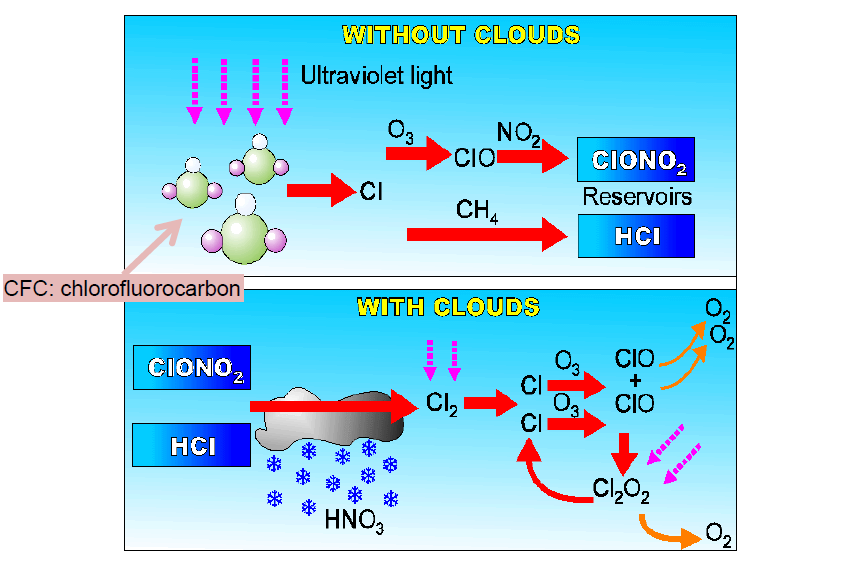 WITHOUT CLOUDS
Ultraviolet light
O₃
NO₂
ClO
ClONO₂
Cl
Reservoirs
CH₄
HCl
CFC: chlorofluorocarbon
WITH CLOUDS
O₂
O₂
ClONO₂
O₃
ClO
Cl
+
Cl₂
O₃
ClO
Cl
HCl
Cl₂O₂
HNO₃
O₂